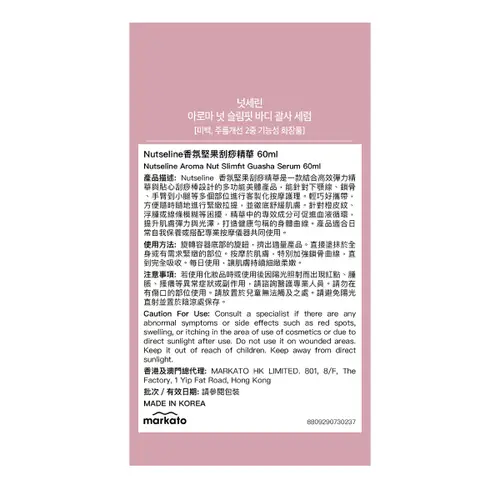 넛세린
아로마 넛 슬림핏 바디 괄사 세럼
[미백, 주름개선 2중 기능성 화장품]
Nutseline香氛堅果刮痧精華 60ml
Nutseline Aroma Nut Slimfit Guasha Serum 60ml
產品描述: Nutseline 香氛堅果刮痧精華是一款結合高效彈力精
華與貼心刮痧棒設計的多功能美體產品，能針對下顎線、鎖骨
、手臂到小腿等多個部位進行客製化按摩護理。輕巧好攜帶，
方便隨時隨地進行緊緻拉提，並徹底舒緩肌膚。針對橙皮紋、
浮腫或線條模糊等困擾，精華中的專效成分可促進血液循環，
提升肌膚彈力與光澤，打造健康勻稱的身體曲線。產品適合日
常自我保養或搭配專業按摩儀器共同使用。
使用方法: 旋轉容器底部的旋鈕，擠出適量產品。直接塗抹於全
身或有需求緊緻的部位。按摩於肌膚，特別加強鎖骨曲線，直
到完全吸收。每日使用，讓肌膚持續細緻柔嫩。
注意事項: 若使用化妝品時或使用後因陽光照射而出現紅點、腫
脹、搔癢等異常症狀或副作用，請諮詢醫護專業人員。請勿在
有傷口的部位使用。請放置於兒童無法觸及之處。請避免陽光
直射並置於陰涼處保存。
Caution For Use: Consult a specialist if there are any
abnormal symptoms or side effects such as red spots,
swelling, or itching in the area of use of cosmetics or due to
direct sunlight after use. Do not use it on wounded areas.
Keep it out of reach of children. Keep away from direct
sunlight.
香港及澳門總代理: MARKATO HK LIMITED. 801, 8/F, The
Factory, 1 Yip Fat Road, Hong Kong
批次 / 有效日期: 請參閱包裝
MADE IN KOREA
markato
8809290730237